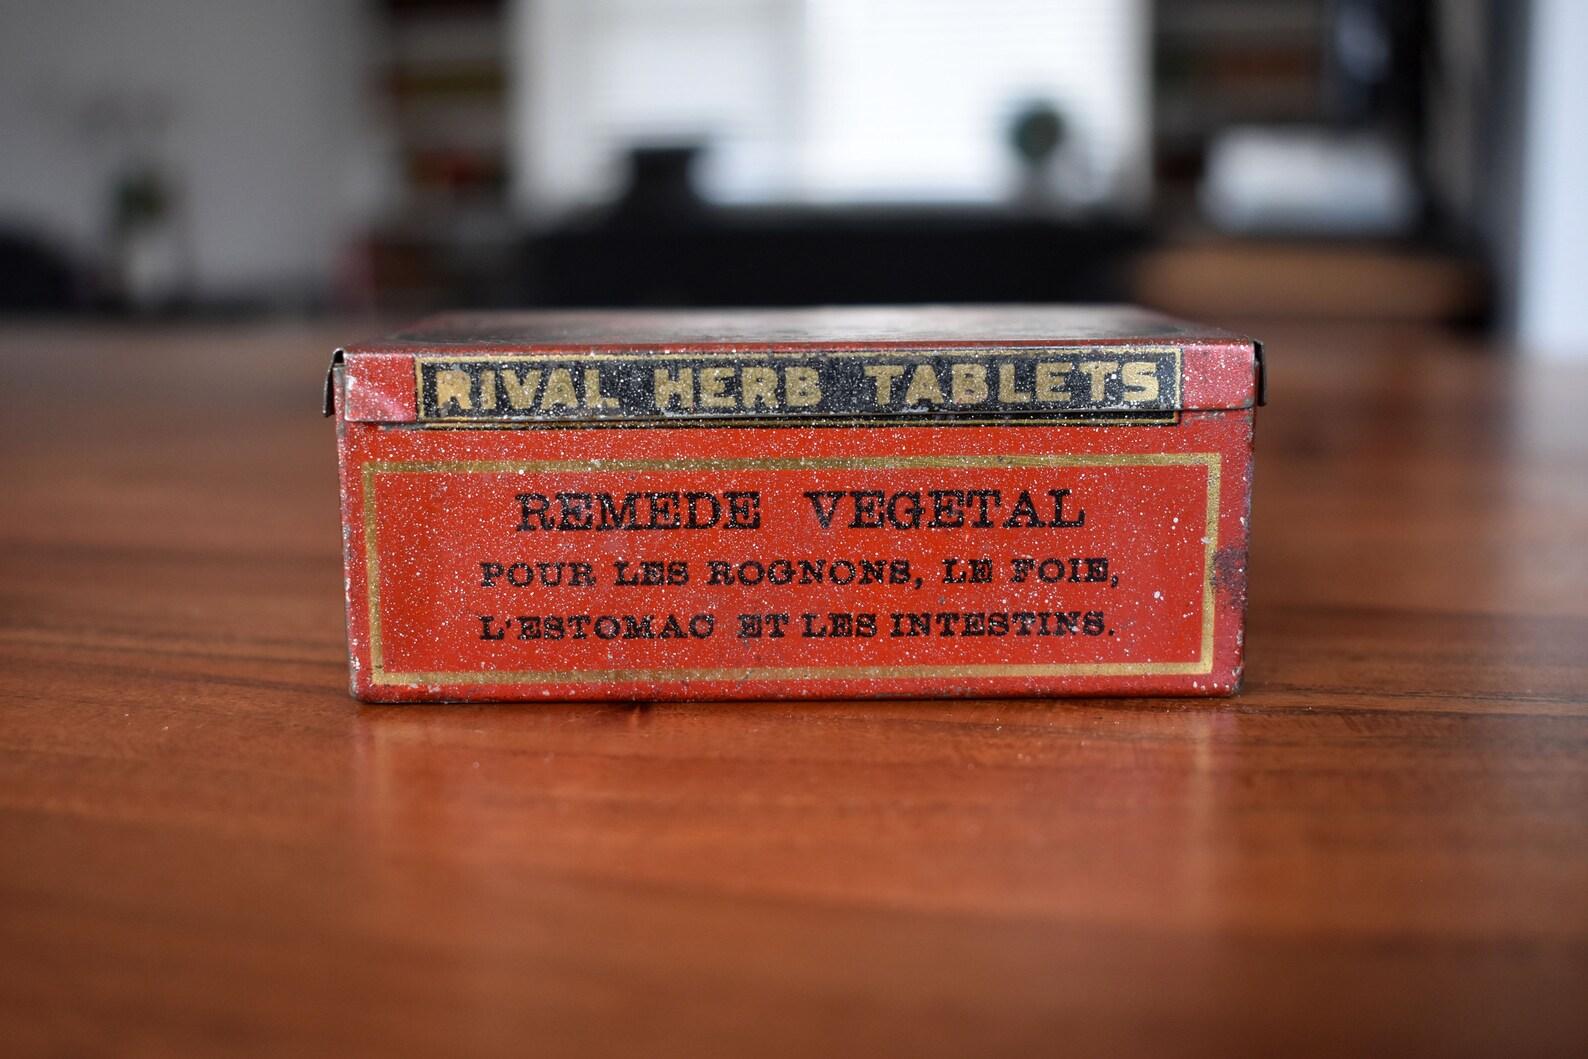 RIVAL HERB TABLETS
REMEDE VEGETAL
POUR LES ROGNONS, LE FOIE,
L'ESTOMAC ET LES INTESTINS.